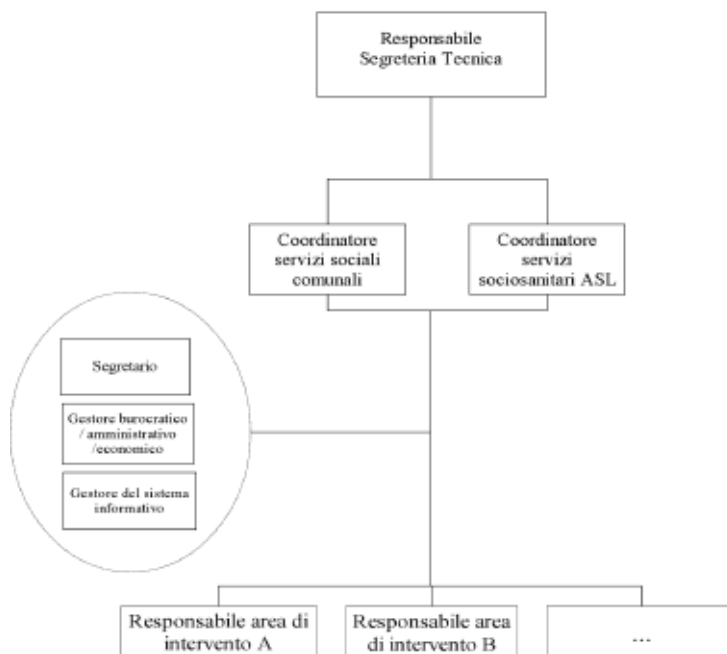 Responsabile
Segreteria Tecnica
Coordinatore
servizi sociali
comunali
Coordinatore
servizi
sociosanitari ASL
Segretario
Gestore burocratico
/ amministrativo
/economico
Gestore del sistema
informativo
Responsabile area di
intervento A
Responsabile area
di intervento B
...